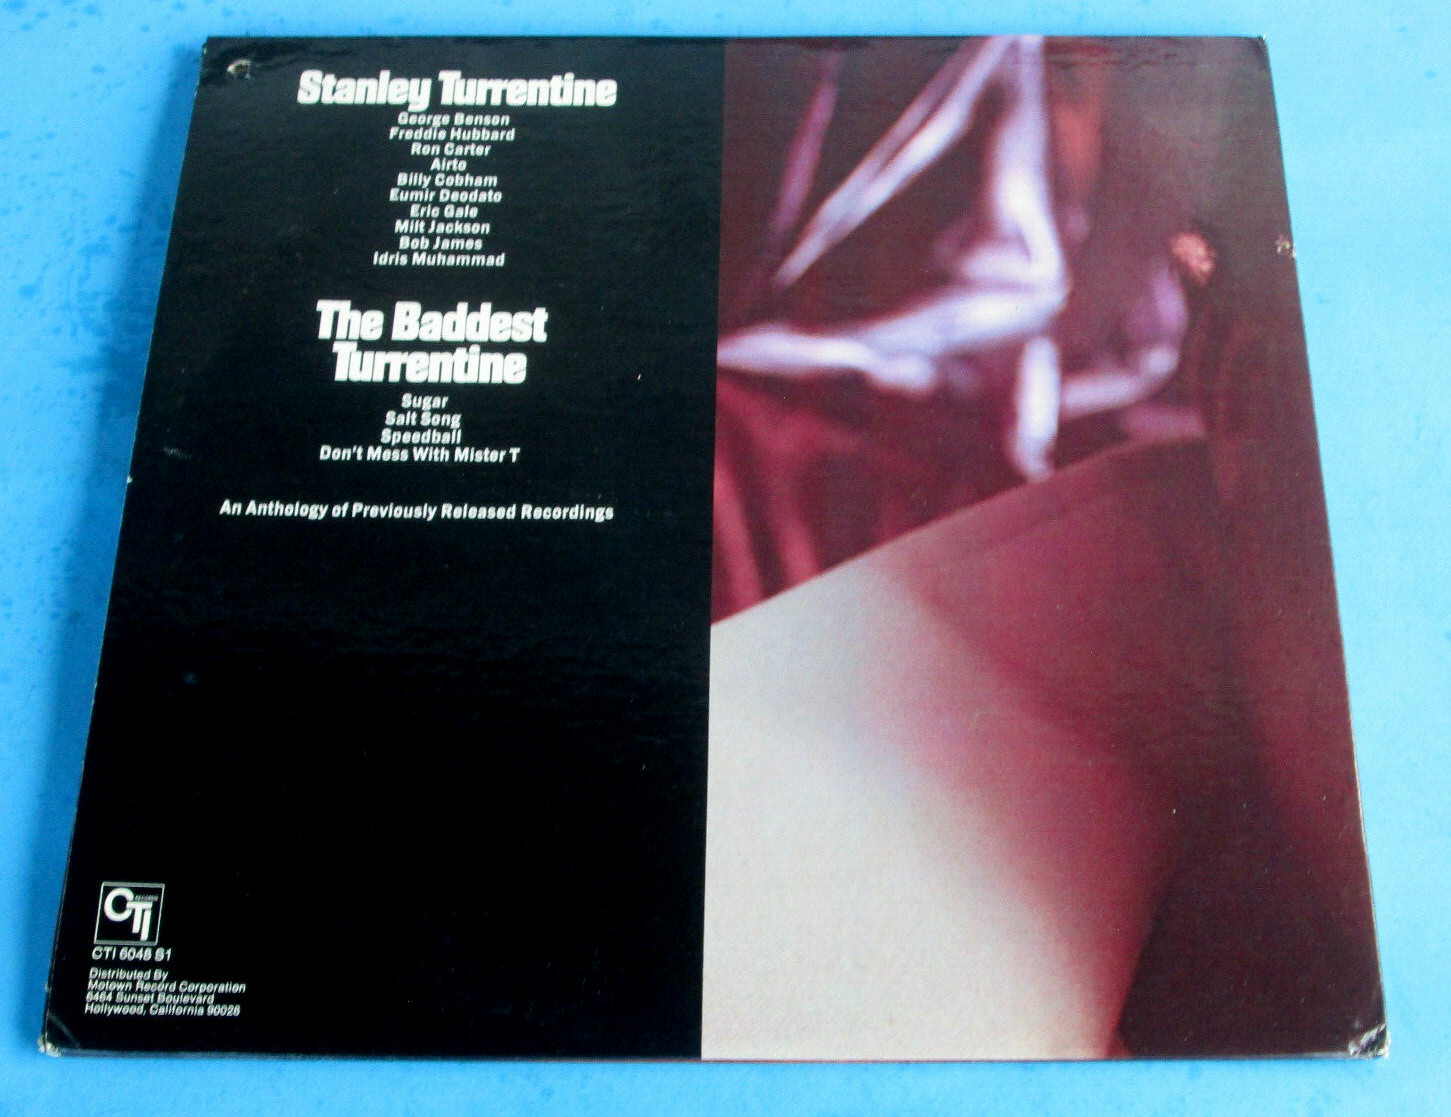 Stanley Turrentine
George Benson
Freddie Hubbard
Ron Carter
Airto
Billy Cobham
Eumir Deodato
Eric Gale
Milt Jackson
Bob James
Idris Muhammad
The Baddest
Turrentine
Sugar
Salt Song
Speedball
Don't Mess With Mister T
An Anthology of Previously Released Recordings
CTI
RECORDS
CTI 6048 S1
Distributed By
Motown Record Corporation
6464 Sunset Boulevard
Hollywood, California 90028